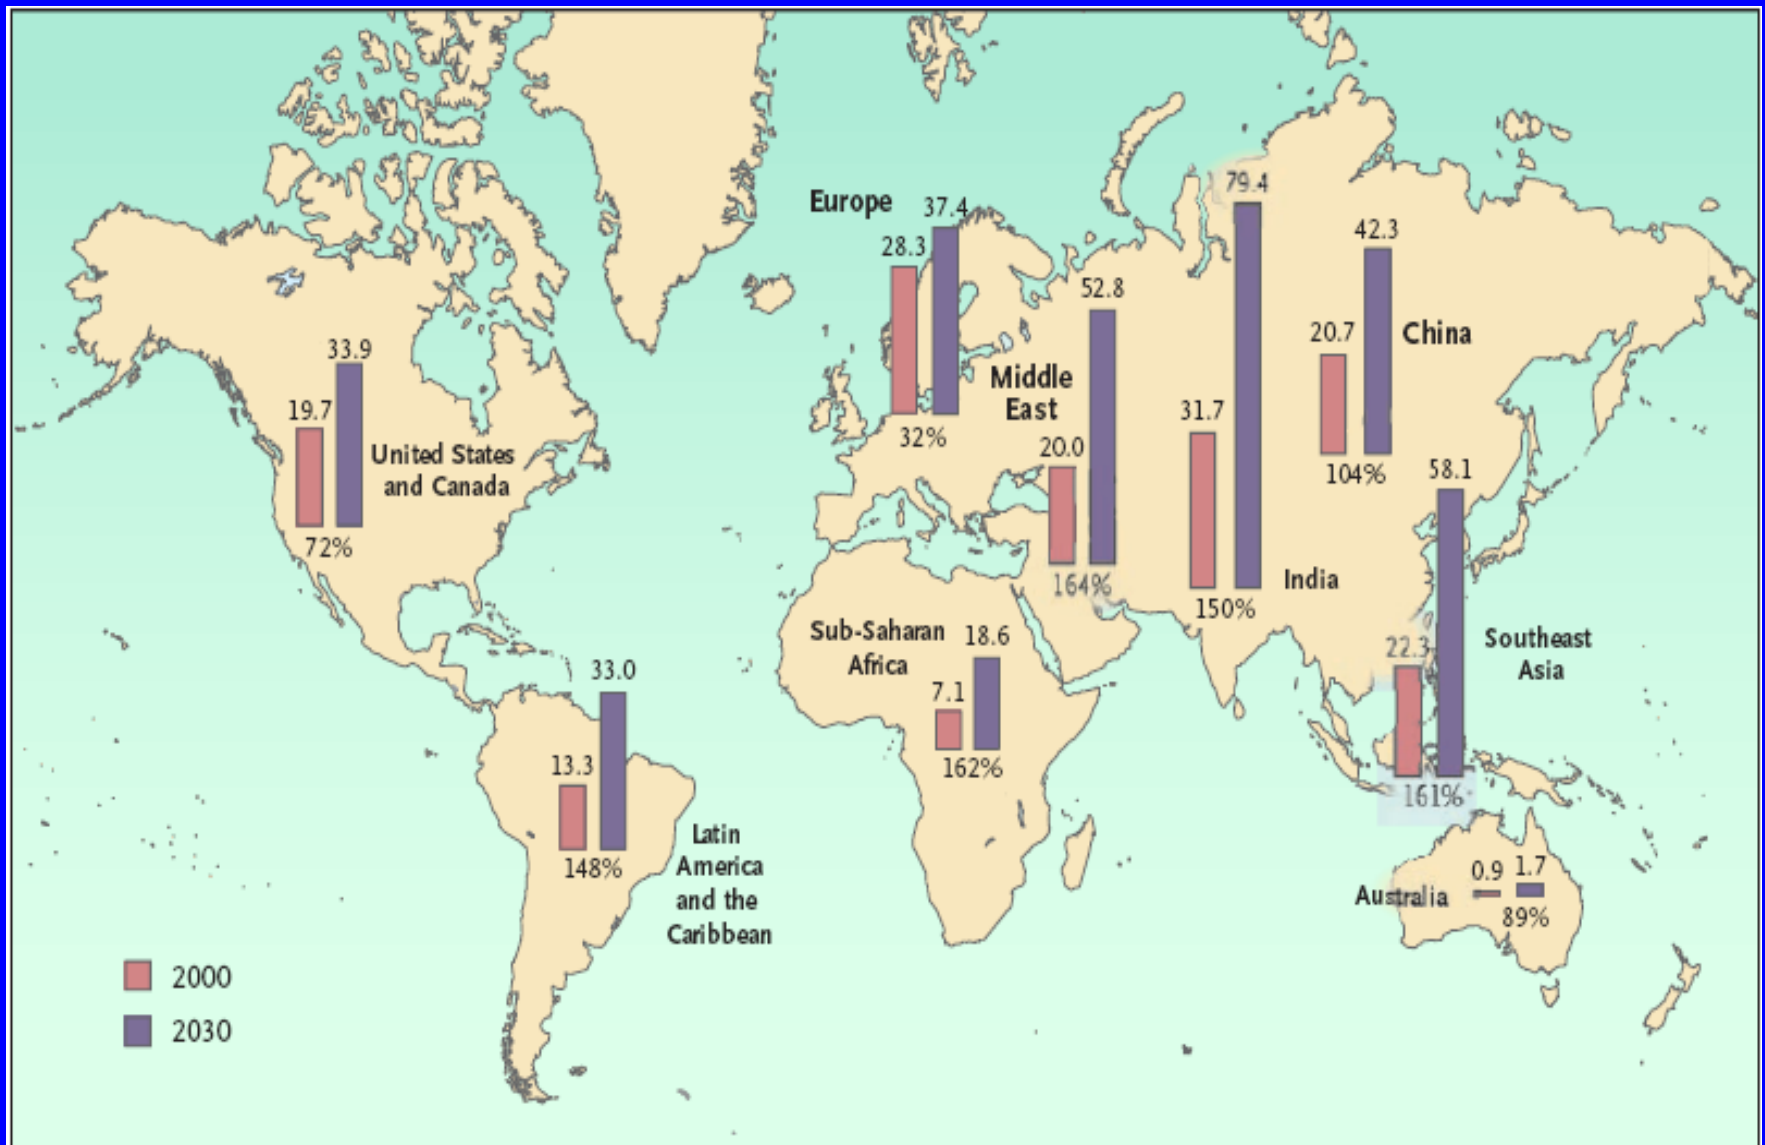 Europe
37.4
28.3
32%
79.4
42.3
20.7
China
104%
52.8
Middle
East
20.0
164%
31.7
India
150%
33.9
19.7
United States
and Canada
72%
58.1
22.3
Southeast
Asia
161%
Sub-Saharan
Africa
18.6
7.1
162%
33.0
13.3
148%
Latin
America
and the
Caribbean
Australia
0.9
1.7
89%
2000
2030